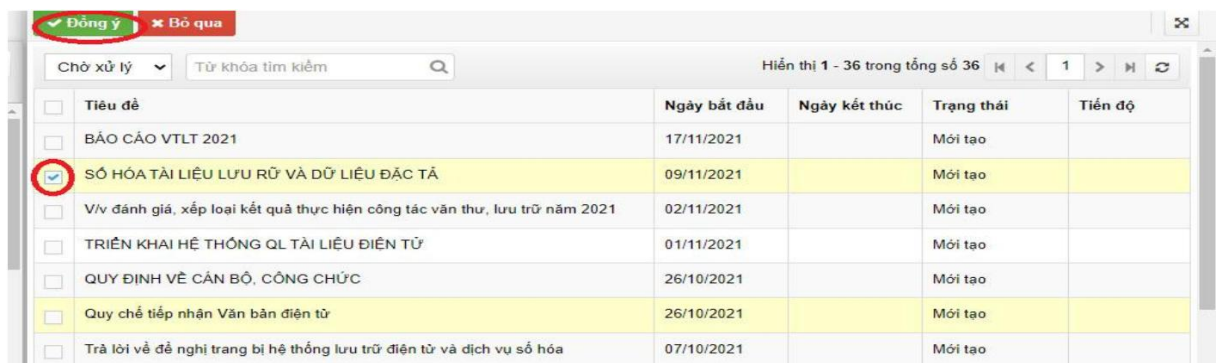 Đồng ý Bỏ qua
Chờ xử lý Từ khóa tìm kiếm Hiển thị 1 - 36 trong tổng số 36 1
Tiêu đề Ngày bắt đầu Ngày kết thúc Trạng thái Tiến độ
BÁO CÁO VTLT 2021 17/11/2021 Mới tạo
SỐ HÓA TÀI LIỆU LƯU RỮ VÀ DỮ LIỆU ĐẶC TẢ 09/11/2021 Mới tạo
V/v đánh giá, xếp loại kết quả thực hiện công tác văn thư, lưu trữ năm 2021 02/11/2021 Mới tạo
TRIỂN KHAI HỆ THỐNG QL TÀI LIỆU ĐIỆN TỬ 01/11/2021 Mới tạo
QUY ĐỊNH VỀ CÁN BỘ, CÔNG CHỨC 26/10/2021 Mới tạo
Quy chế tiếp nhận Văn bản điện tử 26/10/2021 Mới tạo
Trả lời về đề nghị trang bị hệ thống lưu trữ điện tử và dịch vụ số hóa 07/10/2021 Mới tạo